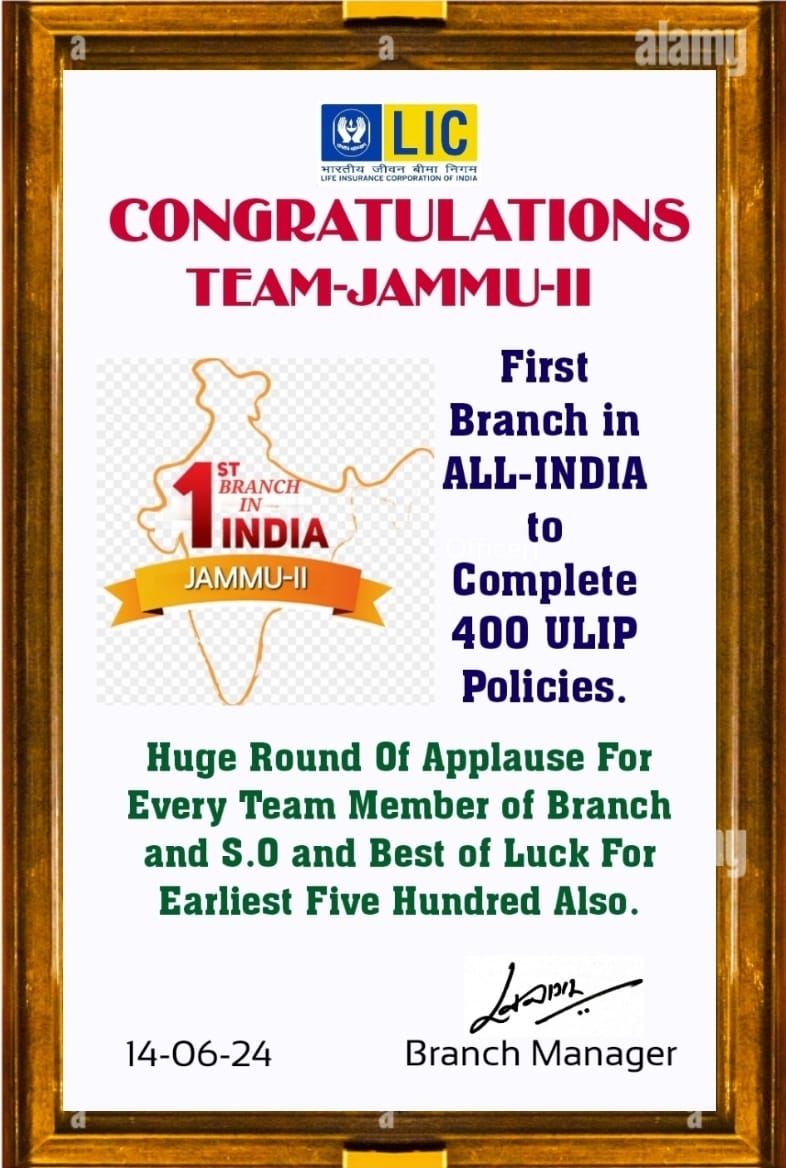 alamy
a
a
LIC
भारतीय जीवन बीमा निगम
LIFE INSURANCE CORPORATION OF INDIA
CONGRATULATIONS
TEAM-JAMMU-II
1ST
BRANCH
IN
INDIA
JAMMU-II
First
Branch in
ALL-INDIA
to
Complete
400 ULIP
Policies.
Huge Round Of Applause For
Every Team Member of Branch
and S.O and Best of Luck For
Earliest Five Hundred Also.
14-06-24
Branch Manager
a
a
a